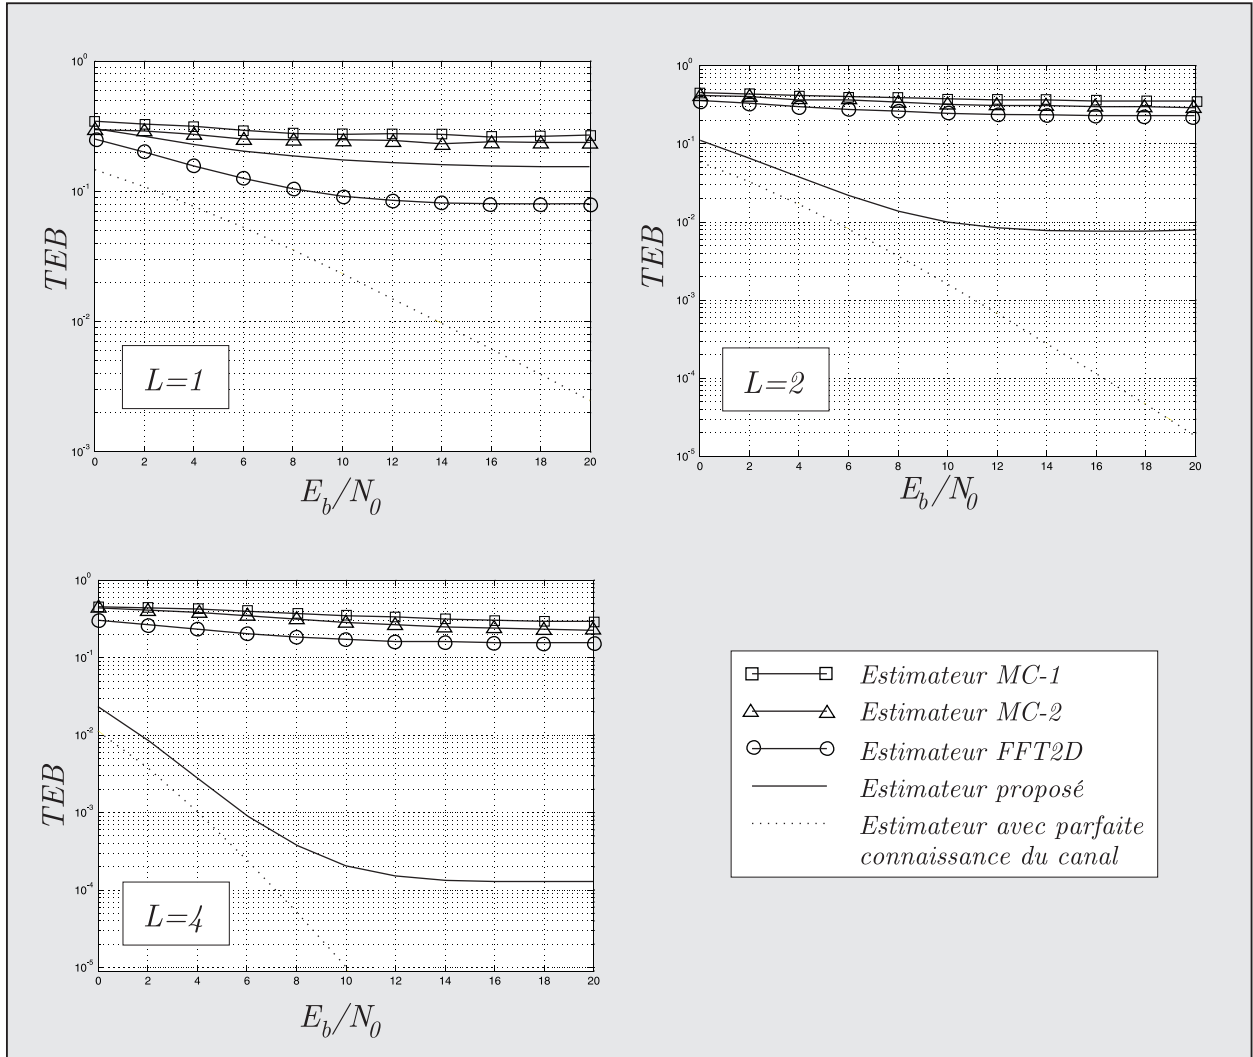 10^0
10^-1
10^-2
10^-3
0 2 4 6 8 10 12 14 16 18 20
TEB
E_b/N_0
L=1
10^0
10^-1
10^-2
10^-3
10^-4
10^-5
0 2 4 6 8 10 12 14 16 18 20
TEB
E_b/N_0
L=2
10^0
10^-1
10^-2
10^-3
10^-4
10^-5
0 2 4 6 8 10 12 14 16 18 20
TEB
E_b/N_0
L=4
Estimateur MC-1
Estimateur MC-2
Estimateur FFT2D
Estimateur proposé
Estimateur avec parfaite
connaissance du canal